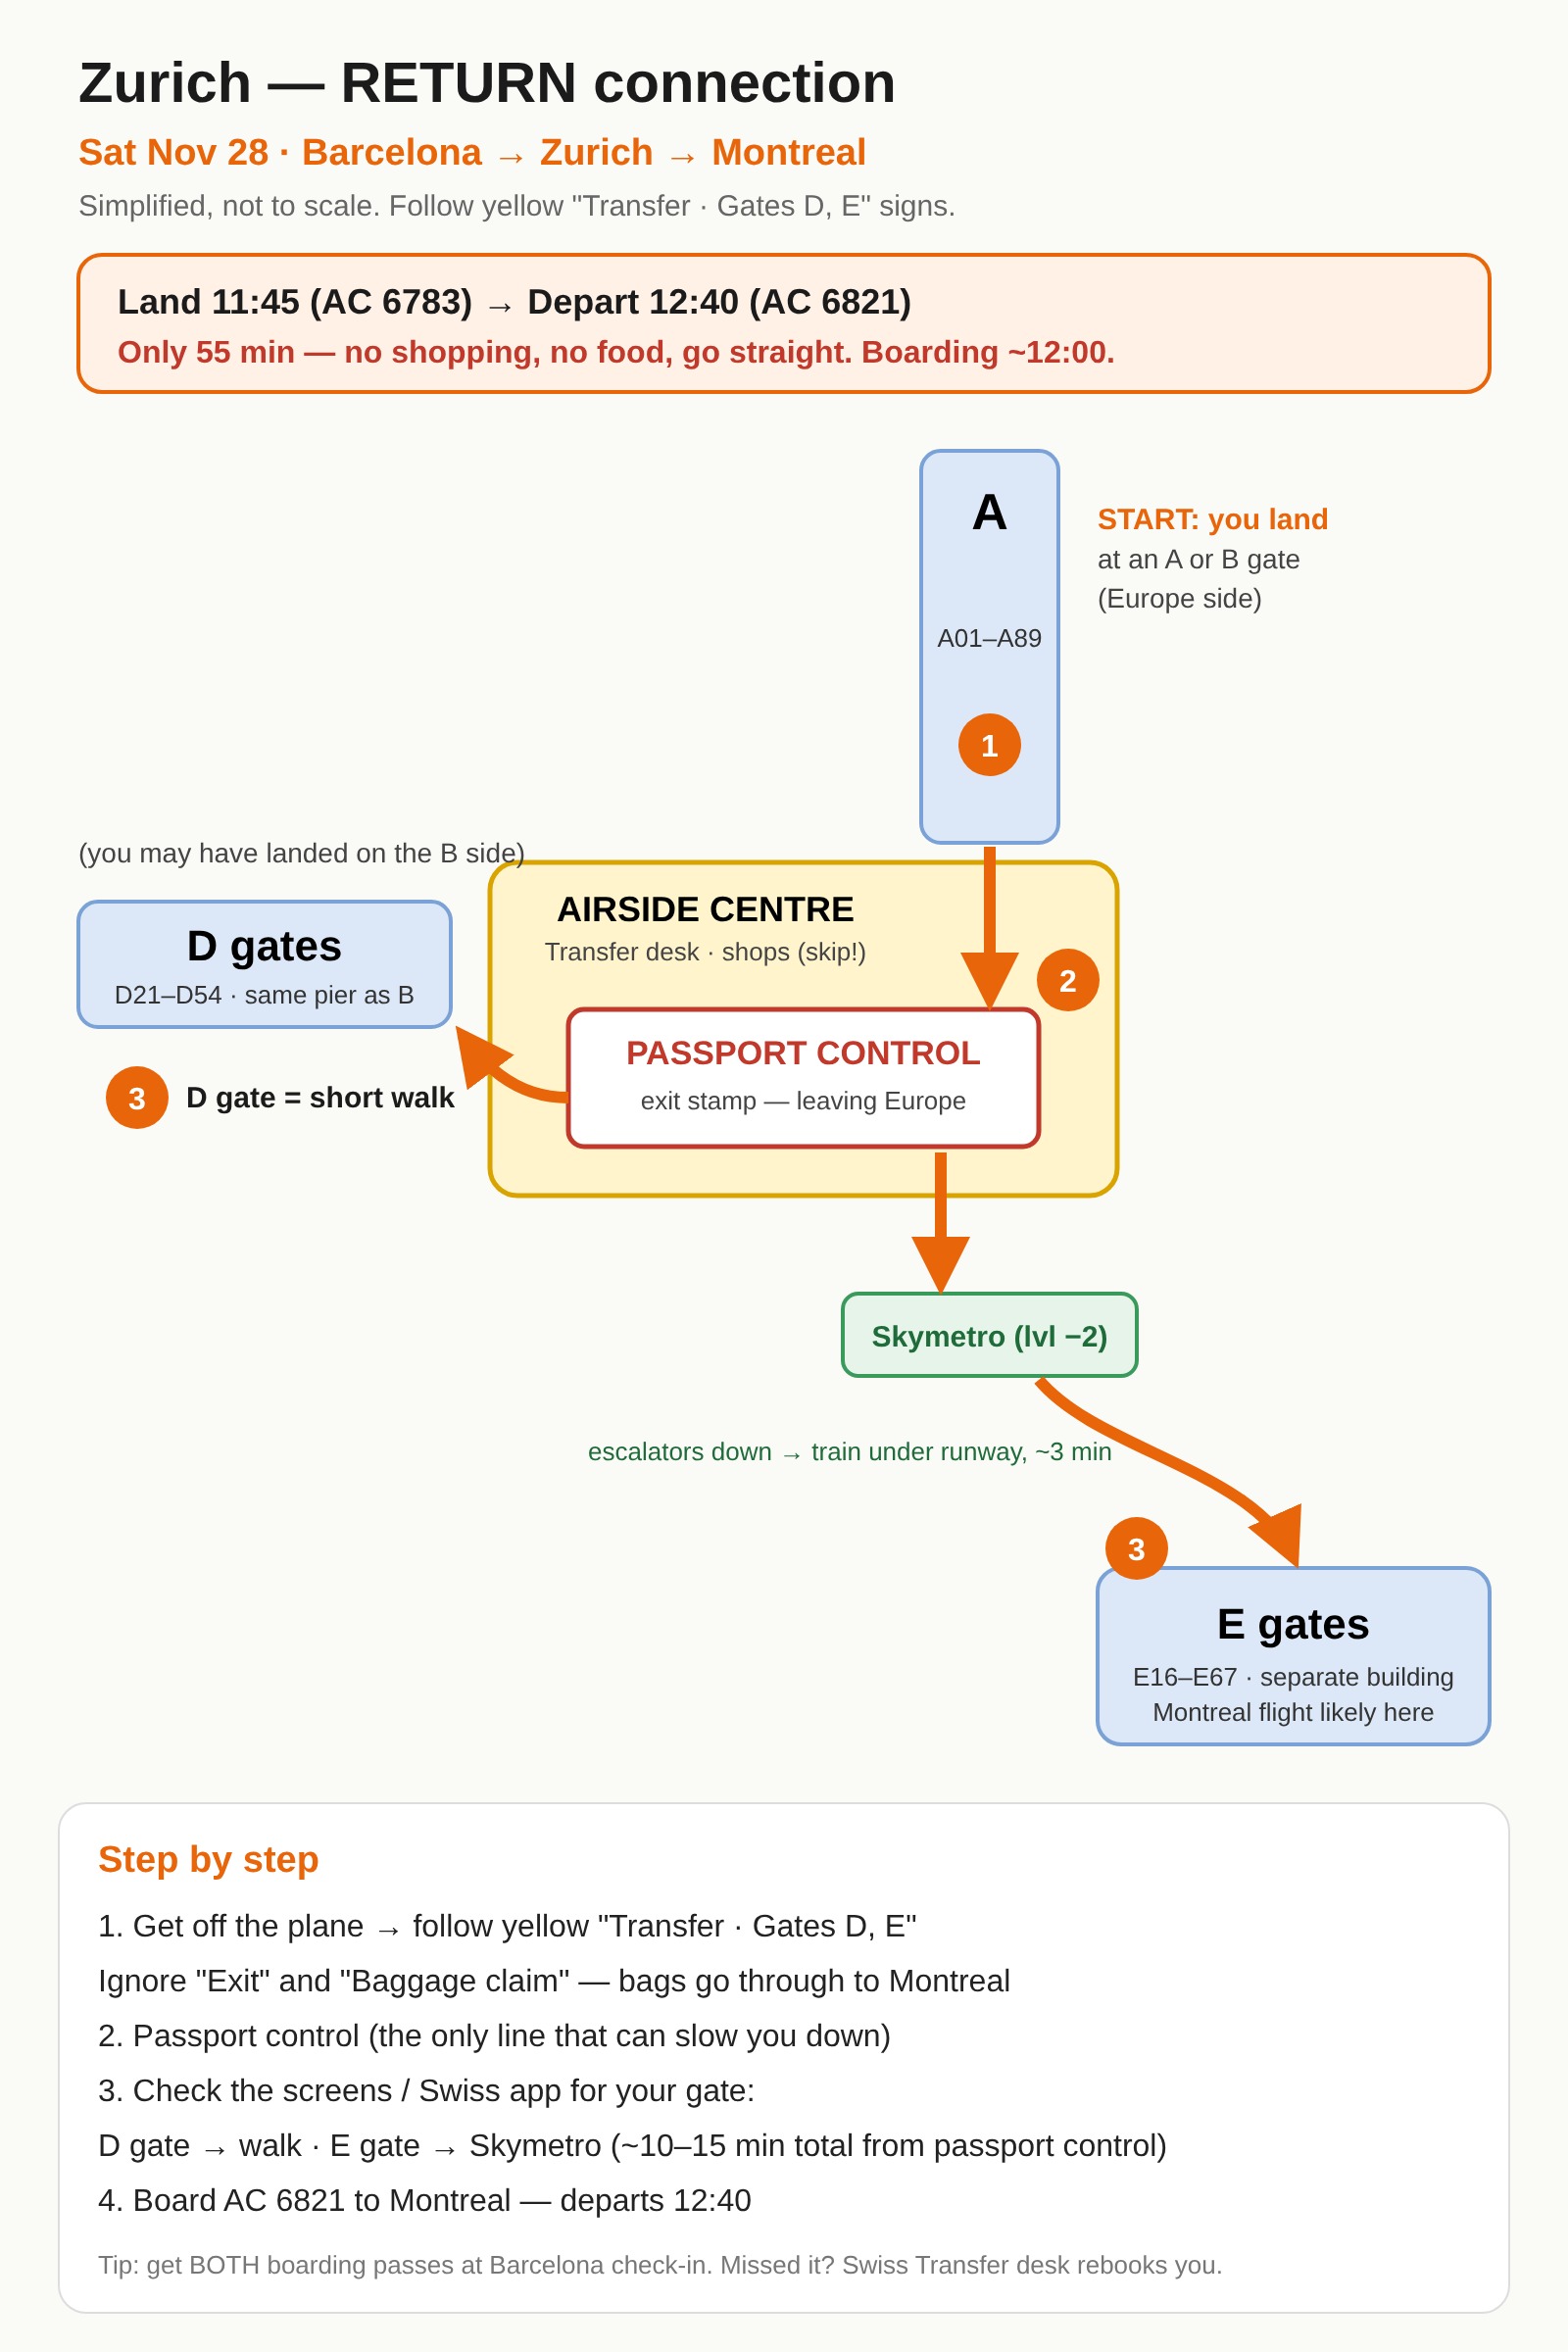 Zurich — RETURN connection
Sat Nov 28 · Barcelona → Zurich → Montreal
Simplified, not to scale. Follow yellow "Transfer · Gates D, E" signs.
Land 11:45 (AC 6783) → Depart 12:40 (AC 6821)
Only 55 min — no shopping, no food, go straight. Boarding ~12:00.
A
START: you land
at an A or B gate
(Europe side)
A01–A89
1
(you may have landed on the B side)
AIRSIDE CENTRE
Transfer desk · shops (skip!)
2
D gates
D21–D54 · same pier as B
PASSPORT CONTROL
exit stamp — leaving Europe
3
D gate = short walk
Skymetro (lvl −2)
escalators down → train under runway, ~3 min
3
E gates
E16–E67 · separate building
Montreal flight likely here
Step by step
1. Get off the plane → follow yellow "Transfer · Gates D, E"
Ignore "Exit" and "Baggage claim" — bags go through to Montreal
2. Passport control (the only line that can slow you down)
3. Check the screens / Swiss app for your gate:
D gate → walk · E gate → Skymetro (~10–15 min total from passport control)
4. Board AC 6821 to Montreal — departs 12:40
Tip: get BOTH boarding passes at Barcelona check-in. Missed it? Swiss Transfer desk rebooks you.